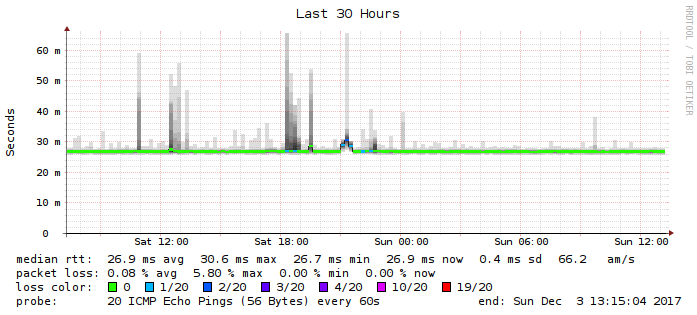 Last 30 Hours
RRDTOOL / TOBI OETIKER
Seconds
60 m
50 m
40 m
30 m
20 m
10 m
0
Sat 12:00 Sat 18:00 Sun 00:00 Sun 06:00 Sun 12:00
median rtt: 26.9 ms avg 30.6 ms max 26.7 ms min 26.9 ms now 0.4 ms sd 66.2 am/s
packet loss: 0.08 % avg 5.80 % max 0.00 % min 0.00 % now
loss color: 0 1/20 2/20 3/20 4/20 10/20 19/20
probe: 20 ICMP Echo Pings (56 Bytes) every 60s end: Sun Dec 3 13:15:04 2017